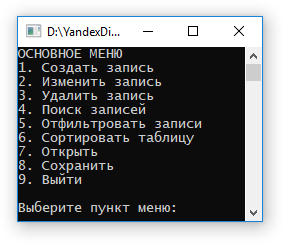 D:\YandexDi...
ОСНОВНОЕ МЕНЮ
1. Создать запись
2. Изменить запись
3. Удалить запись
4. Поиск записей
5. Отфильтровать записи
6. Сортировать таблицу
7. Открыть
8. Сохранить
9. Выйти
Выберите пункт меню: